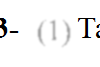 3- (1) Ta